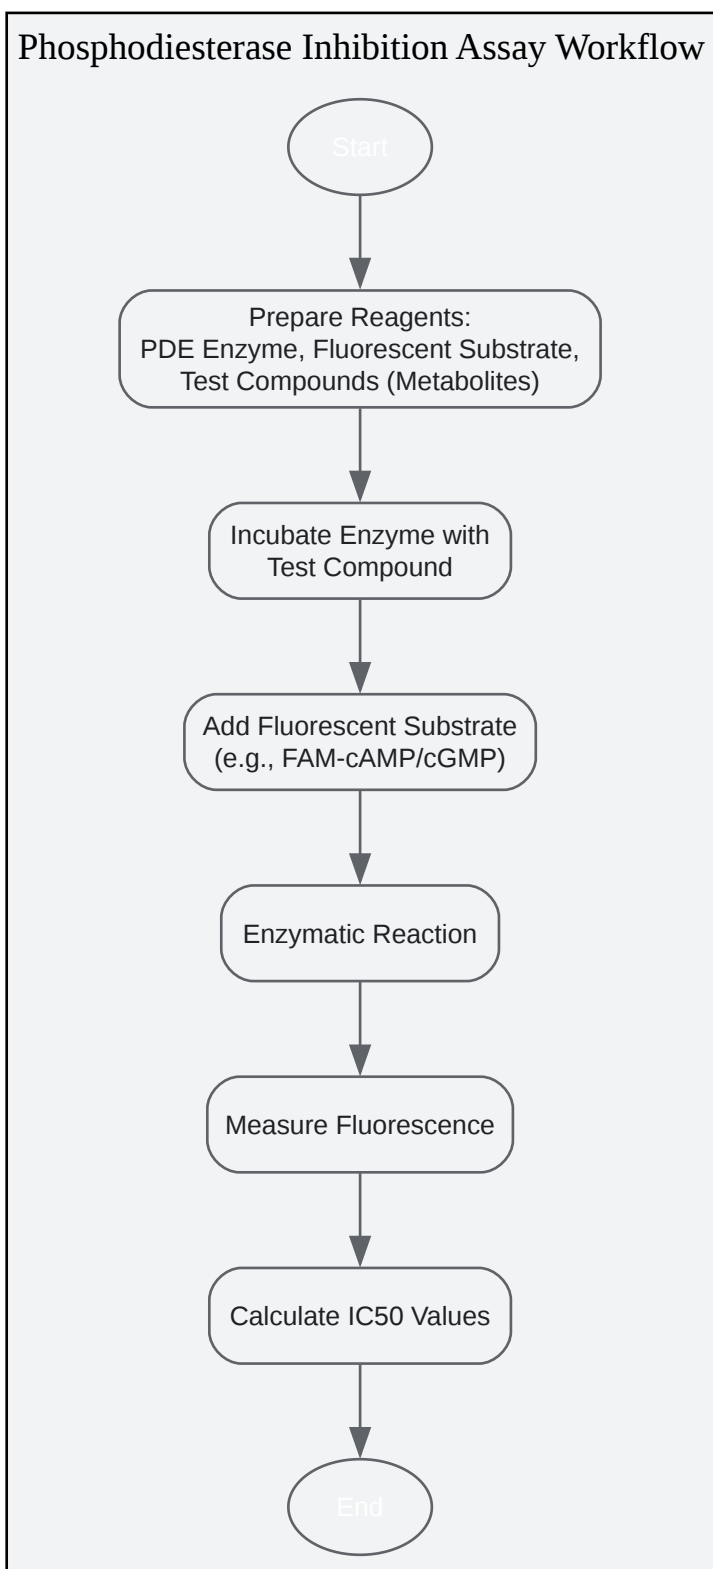 Phosphodiesterase Inhibition Assay Workflow
Start
Prepare Reagents:
PDE Enzyme, Fluorescent Substrate,
Test Compounds (Metabolites)
Incubate Enzyme with
Test Compound
Add Fluorescent Substrate
(e.g., FAM-cAMP/cGMP)
Enzymatic Reaction
Measure Fluorescence
Calculate IC50 Values
End